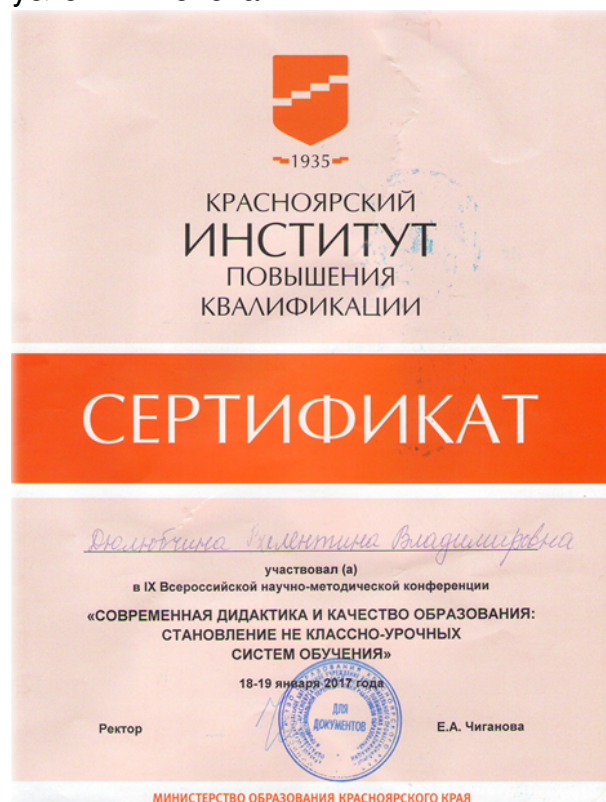 1935
КРАСНОЯРСКИЙ
ИНСТИТУТ
ПОВЫШЕНИЯ
КВАЛИФИКАЦИИ
СЕРТИФИКАТ
Владимировна
участвовал (а)
в IX Всероссийской научно-методической конференции
«СОВРЕМЕННАЯ ДИДАКТИКА И КАЧЕСТВО ОБРАЗОВАНИЯ:
СТАНОВЛЕНИЕ НЕ КЛАССНО-УРОЧНЫХ
СИСТЕМ ОБУЧЕНИЯ»
18-19 января 2017 года
ДЛЯ
ДОКУМЕНТОВ
Ректор
Е.А. Чиганова
МИНИСТЕРСТВО ОБРАЗОВАНИЯ КРАСНОЯРСКОГО КРАЯ